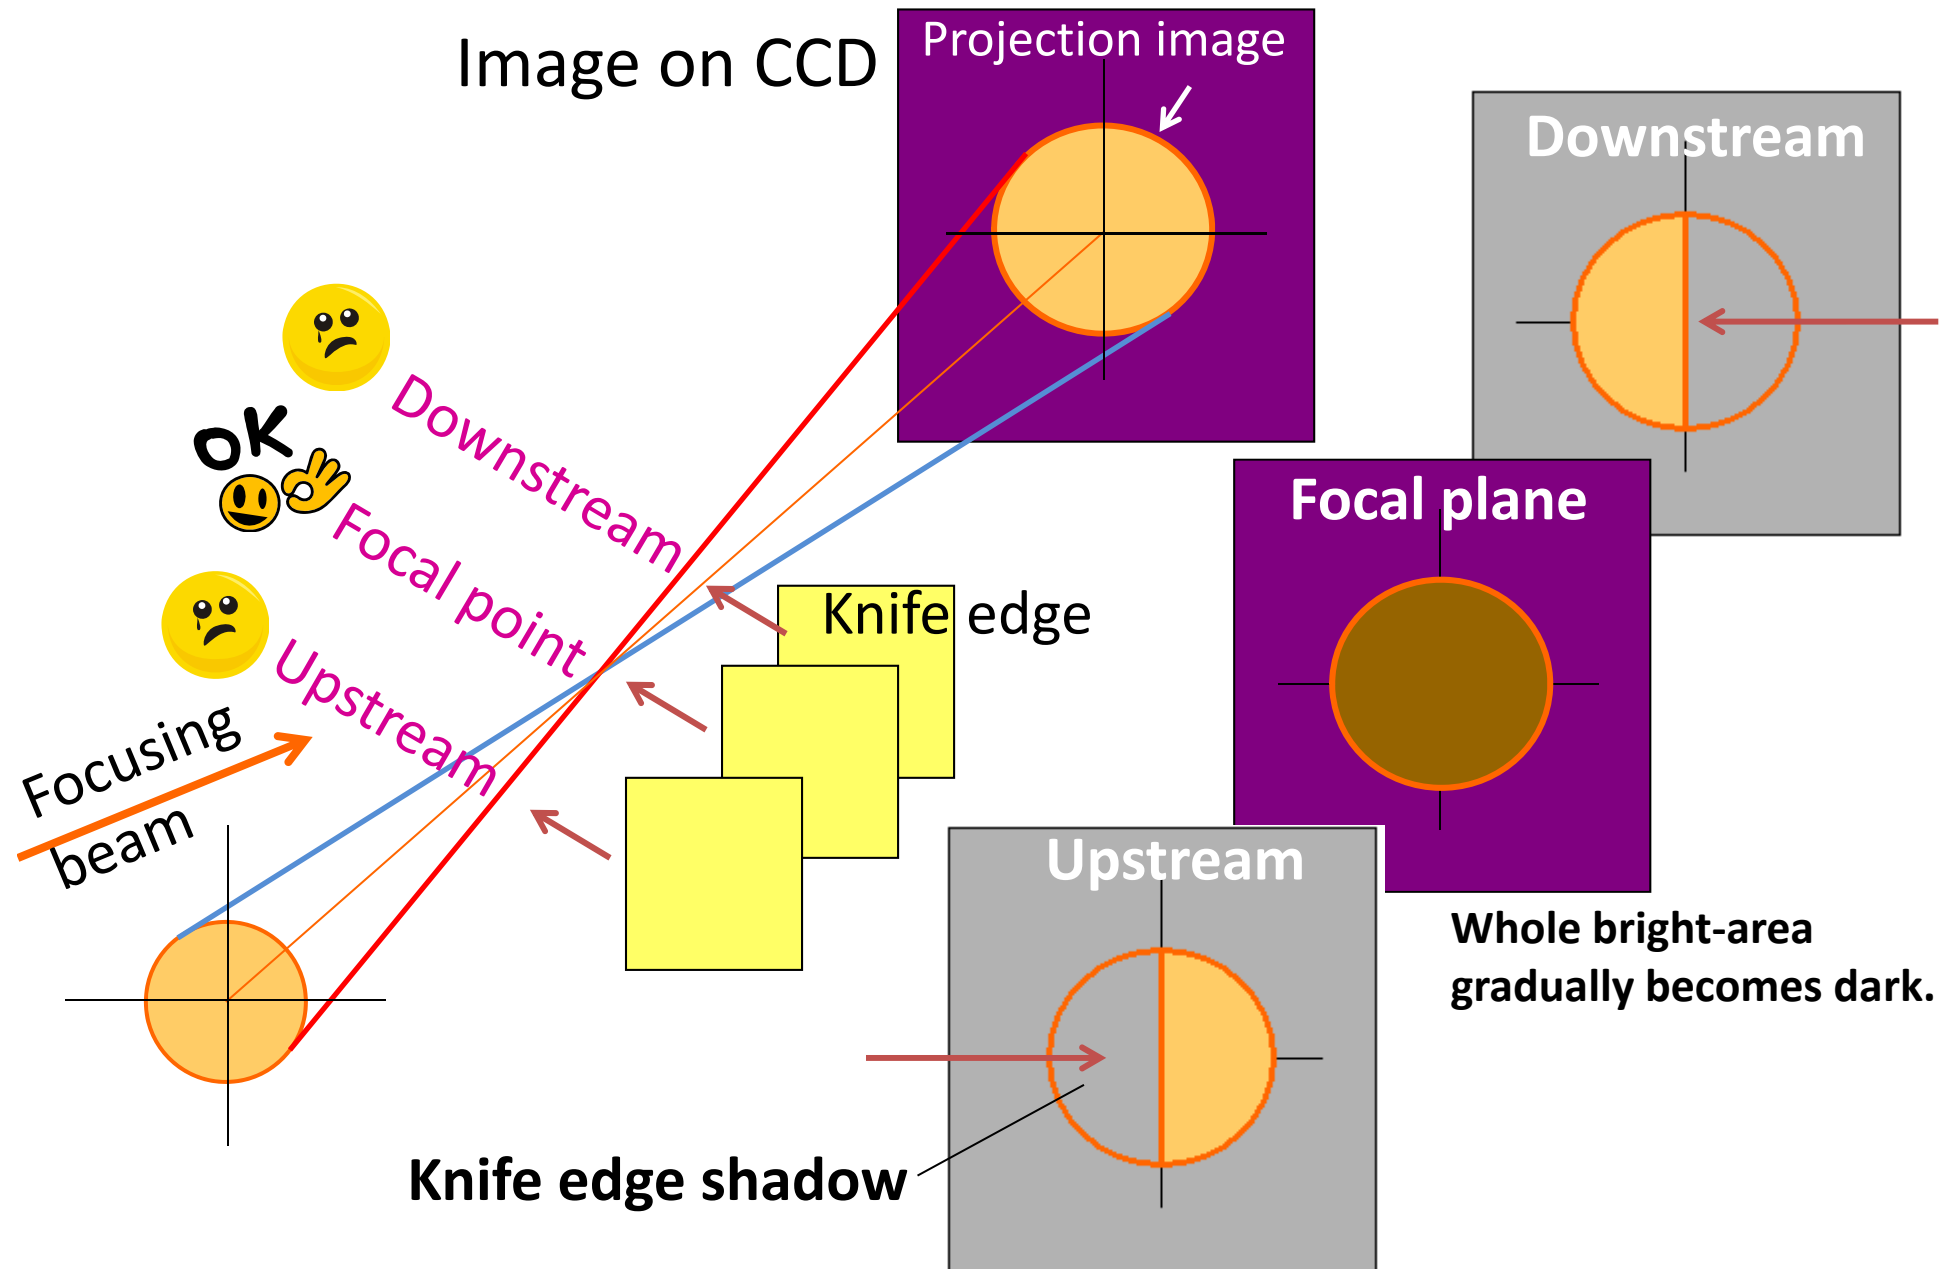 Image on CCD
Projection image
Downstream
OK
Downstream
Focal point
Upstream
Focusing
beam
Knife edge
Focal plane
Upstream
Whole bright-area
gradually becomes dark.
Knife edge shadow